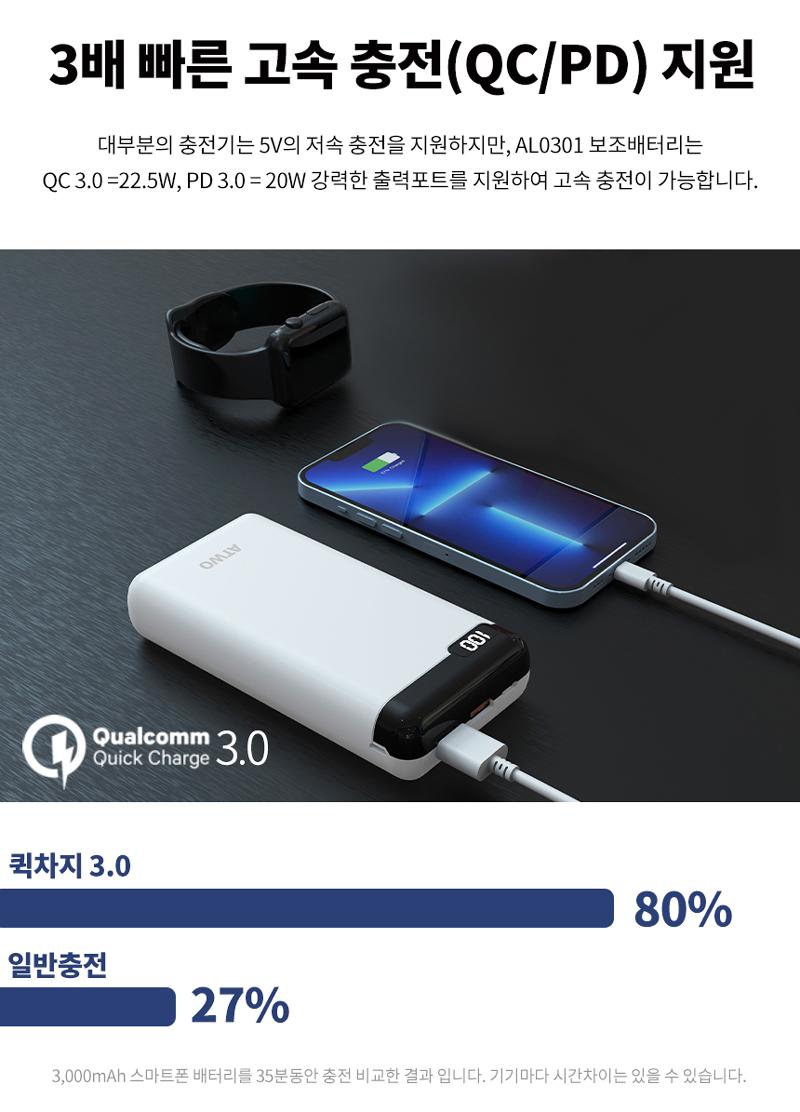 3배 빠른 고속 충전(QC/PD) 지원
대부분의 충전기는 5V의 저속 충전을 지원하지만, AL0301 보조배터리는
QC 3.0 =22.5W, PD 3.0 = 20W 강력한 출력포트를 지원하여 고속 충전이 가능합니다.
ATWO
100
Qualcomm
Quick Charge 3.0
퀵차지 3.0
80%
일반충전
27%
3,000mAh 스마트폰 배터리를 35분동안 충전 비교한 결과 입니다. 기기마다 시간차이는 있을 수 있습니다.